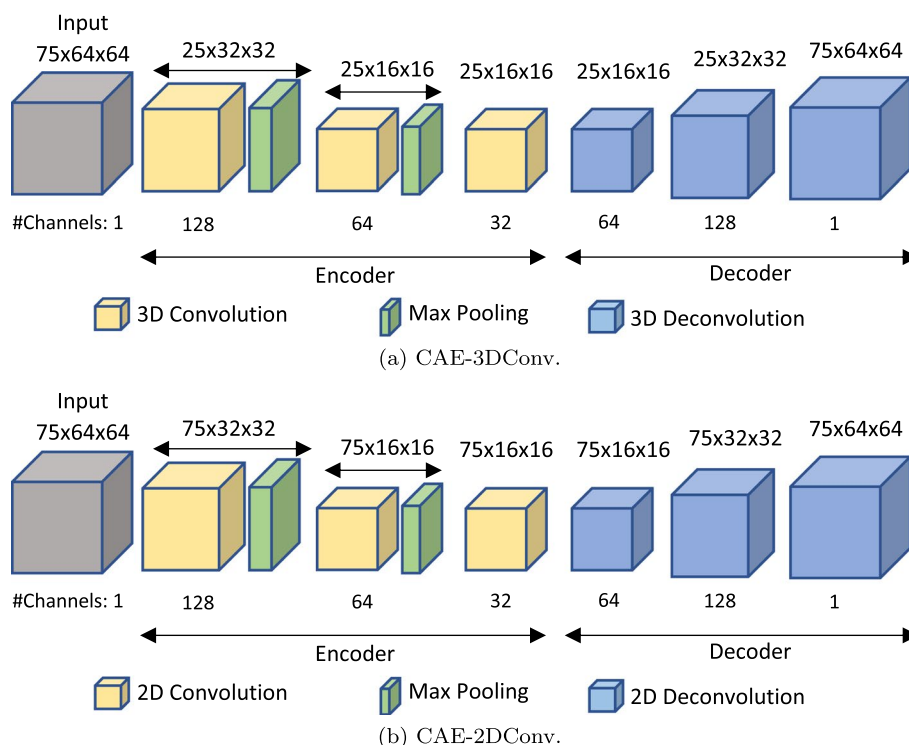 Input
75x64x64 25x32x32 25x16x16 25x16x16 25x16x16 25x32x32 75x64x64
#Channels: 1 128 64 32 64 128 1
Encoder Decoder
3D Convolution Max Pooling 3D Deconvolution
(a) CAE-3DConv.
Input
75x64x64 75x32x32 75x16x16 75x16x16 75x16x16 75x32x32 75x64x64
#Channels: 1 128 64 32 64 128 1
Encoder Decoder
2D Convolution Max Pooling 2D Deconvolution
(b) CAE-2DConv.